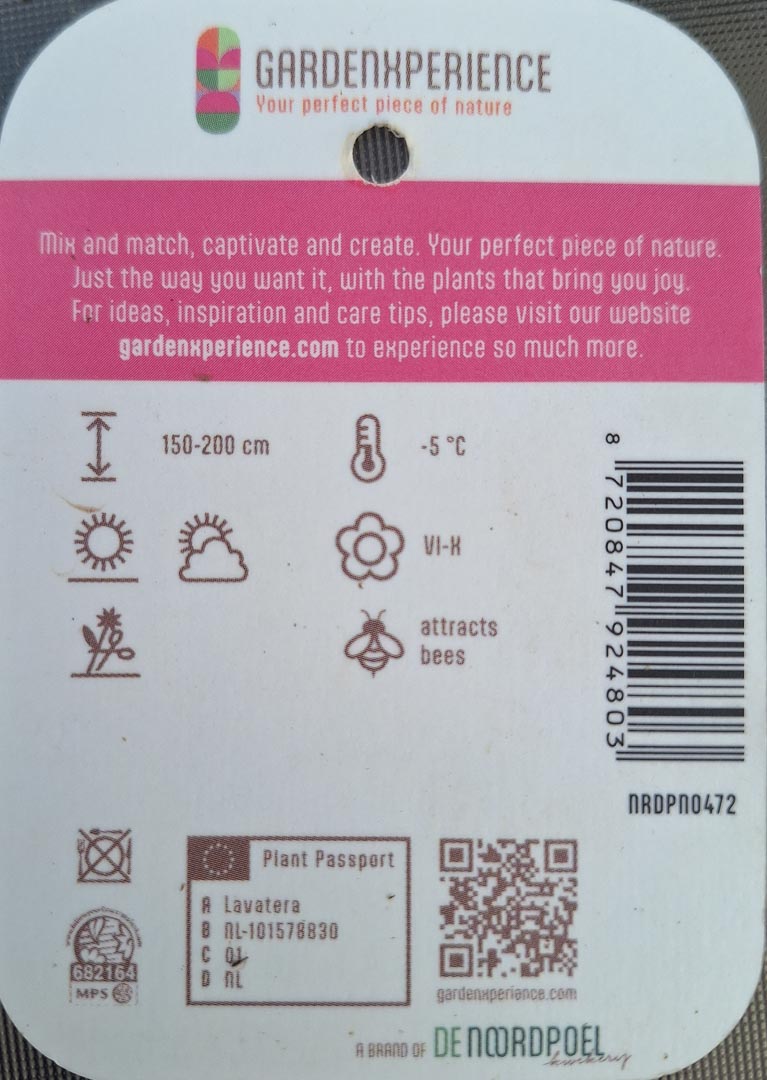 GARDENXPERIENCE
Your perfect piece of nature
Mix and match, captivate and create. Your perfect piece of nature.
Just the way you want it, with the plants that bring you joy.
For ideas, inspiration and care tips, please visit our website
gardenxperience.com to experience so much more.
150-200 cm
-5 °C
VI-X
attracts
bees
8 720847 924803
NRDPN0472
Plant Passport
A Lavatera
B NL-101578830
C 01
D NL
682164
MPS
gardenxperience.com
A BRAND OF DE NOORDPOEL
kwekery